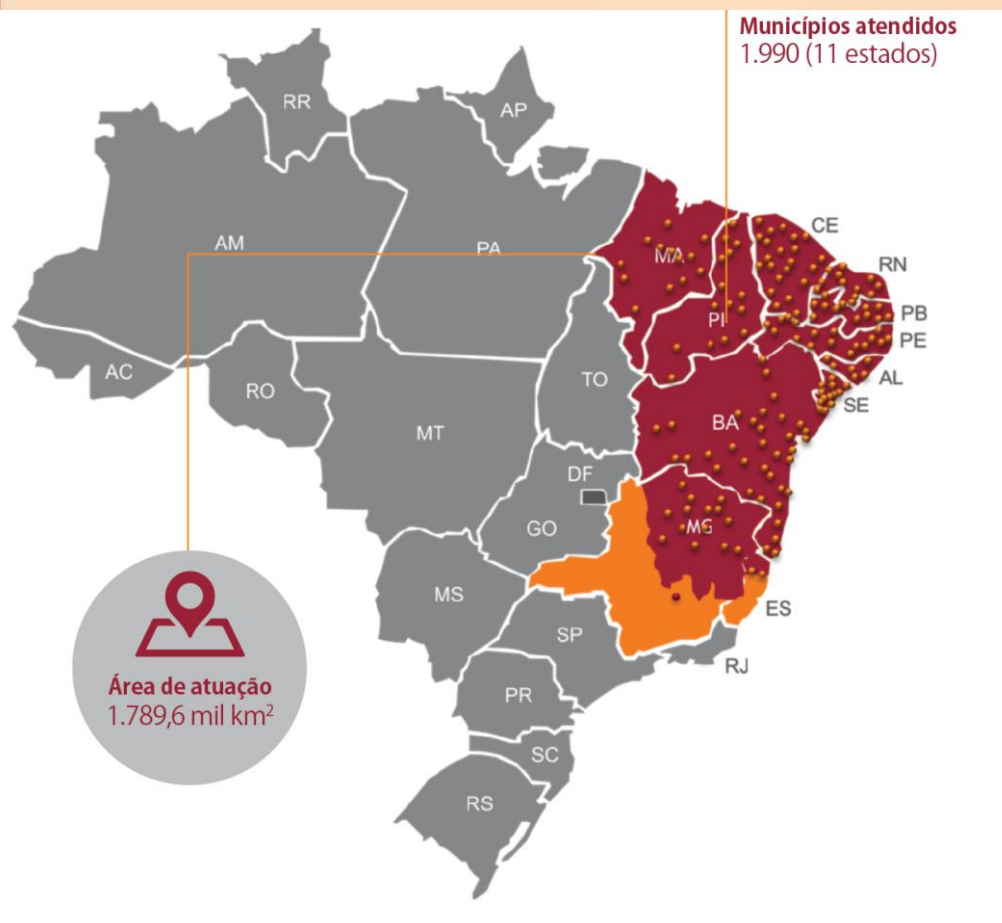 Municípios atendidos
1.990 (11 estados)
RR
AP
AM
PA
MA
CE
RN
PI
PB
PE
AC
RO
TO
AL
SE
MT
BA
DF
GO
MG
MS
ES
SP
RJ
PR
SC
RS
Área de atuação
1.789,6 mil km²